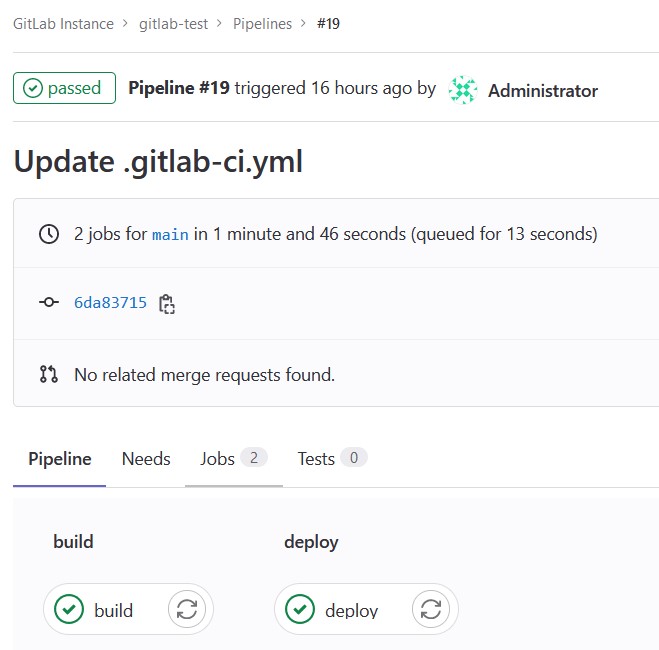 GitLab Instance > gitlab-test > Pipelines > #19
passed Pipeline #19 triggered 16 hours ago by Administrator
Update .gitlab-ci.yml
2 jobs for main in 1 minute and 46 seconds (queued for 13 seconds)
6da83715
No related merge requests found.
Pipeline Needs Jobs 2 Tests 0
build deploy
build deploy